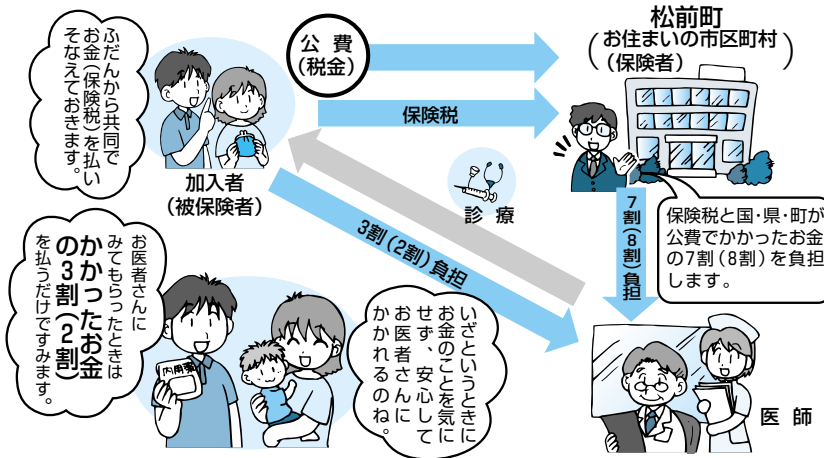 ふだんから共同で
お金（保険税）を払い
そなえておきます。
公費
（税金）
松前町
（お住まいの市区町村）
（保険者）
保険税
加入者
（被保険者）
診療
3割（2割）負担
7割（8割）負担
保険税と国・県・町が
公費でかかったお金
の7割（8割）を負担
します。
お医者さんに
みてもらったときは
かかったお金
の3割（2割）
を払うだけですみます。
内用薬
いざというときに
お金のことを気に
せず、安心して
お医者さんに
かかれるのね。
医師